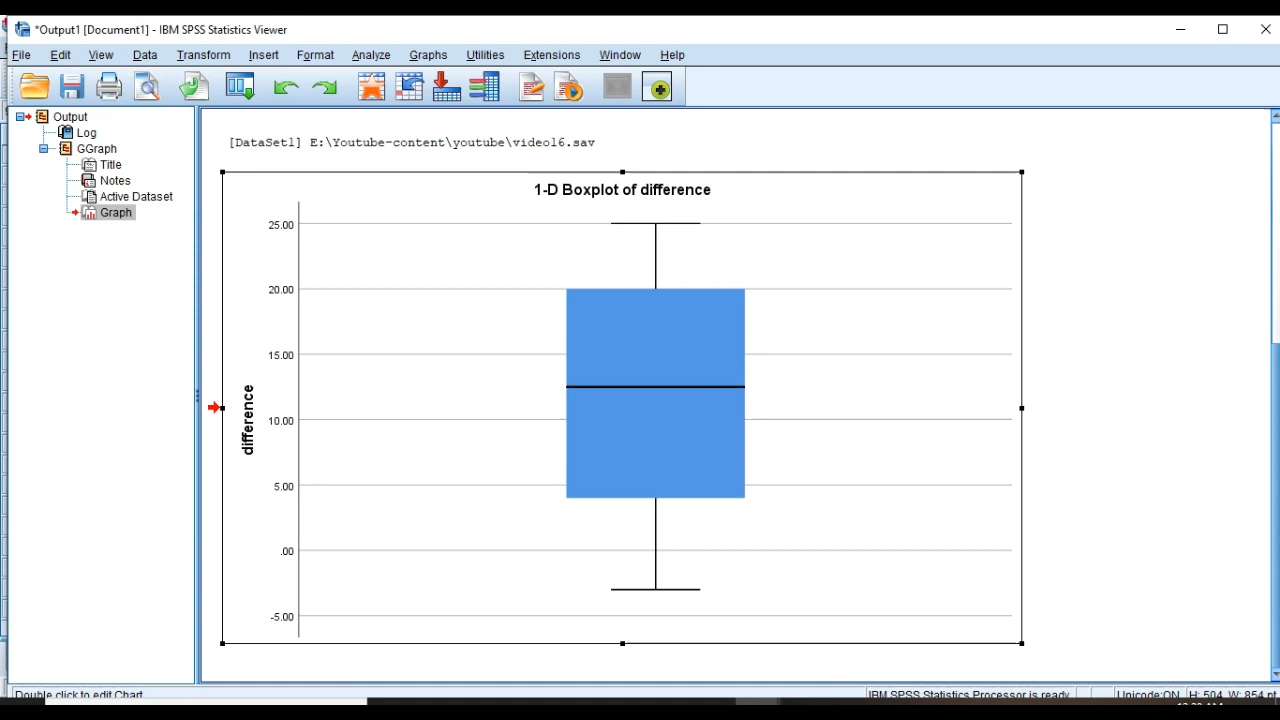 *Output1 [Document1] - IBM SPSS Statistics Viewer
File Edit View Data Transform Insert Format Analyze Graphs Utilities Extensions Window Help
Output
Log
GGraph
Title
Notes
Active Dataset
Graph
[DataSet1] E:\Youtube-content\youtube\video16.sav
1-D Boxplot of difference
25.00
20.00
15.00
10.00
5.00
.00
-5.00
difference
Double click to edit Chart
IBM SPSS Statistics Processor is ready
Unicode:ON
H: 504, W: 854 pt